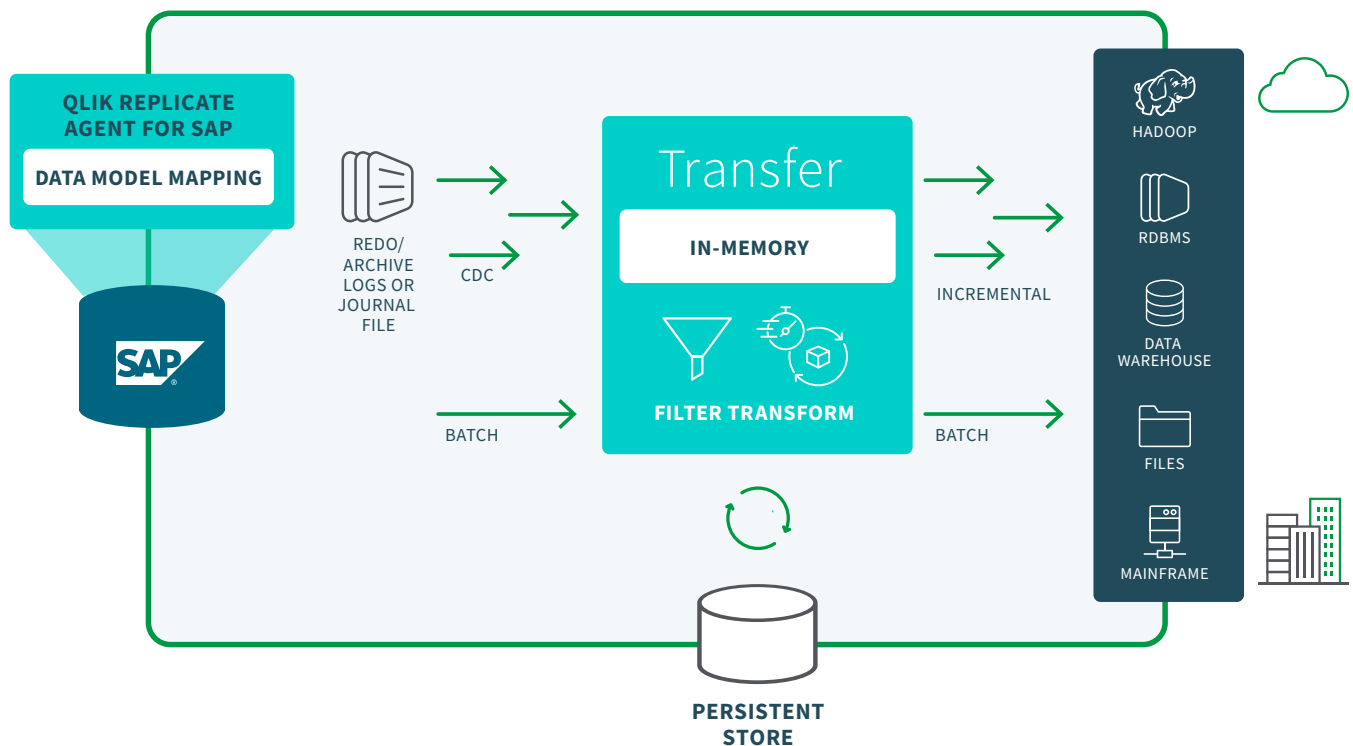 QLIK REPLICATE
AGENT FOR SAP
DATA MODEL MAPPING
SAP
®
REDO/
ARCHIVE
LOGS OR
JOURNAL
FILE
CDC
BATCH
Transfer
IN-MEMORY
FILTER TRANSFORM
INCREMENTAL
BATCH
HADOOP
RDBMS
DATA
WAREHOUSE
FILES
MAINFRAME
PERSISTENT
STORE